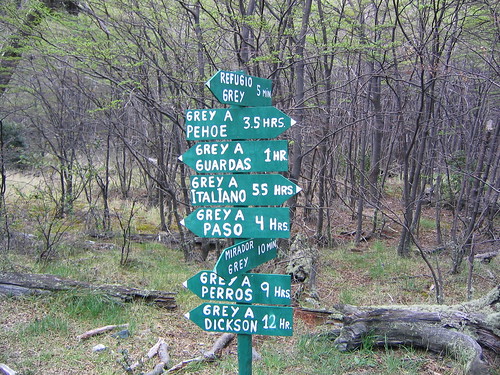 REFUGIO
GREY 5 MIN
GREY A
PEHOE 3.5 HRS.
GREY A
GUARDAS 1 HR.
GREY A
ITALIANO 5.5 HRS
GREY A
PASO 4 HRS.
MIRADOR
GREY 10 MIN
GREY A
PERROS 9 HRS
GREY A
DICKSON 12 HR.